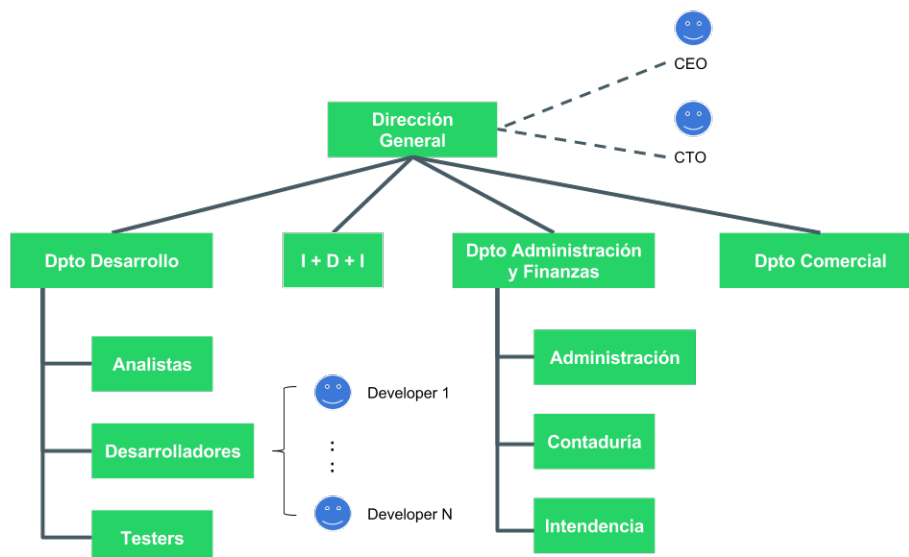 CEO
CTO
Dirección
General
Dpto Desarrollo
I + D + I
Dpto Administración
y Finanzas
Dpto Comercial
Analistas
Desarrolladores
Testers
Developer 1
Developer N
Administración
Contaduría
Intendencia